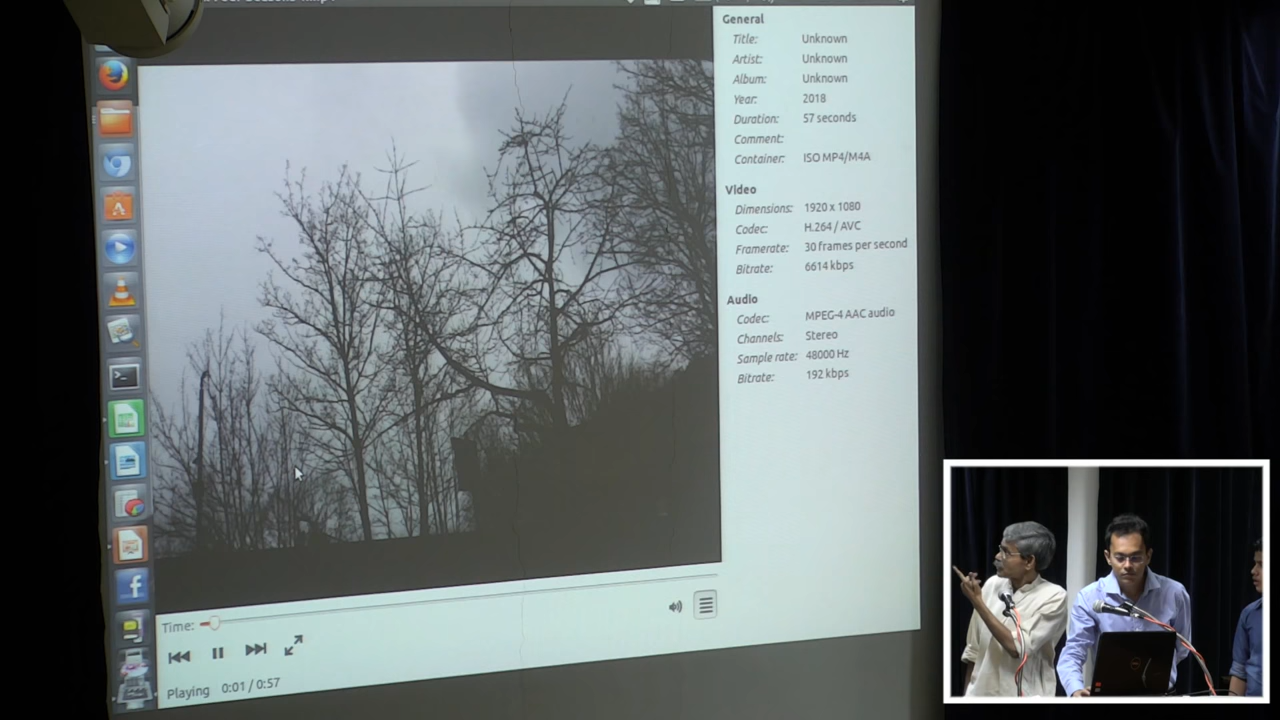 General
Title: Unknown
Artist: Unknown
Album: Unknown
Year: 2018
Duration: 57 seconds
Comment:
Container: ISO MP4/M4A
Video
Dimensions: 1920 x 1080
Codec: H.264 / AVC
Framerate: 30 frames per second
Bitrate: 6614 kbps
Audio
Codec: MPEG-4 AAC audio
Channels: Stereo
Sample rate: 48000 Hz
Bitrate: 192 kbps
Time:
Playing 0:01 / 0:57